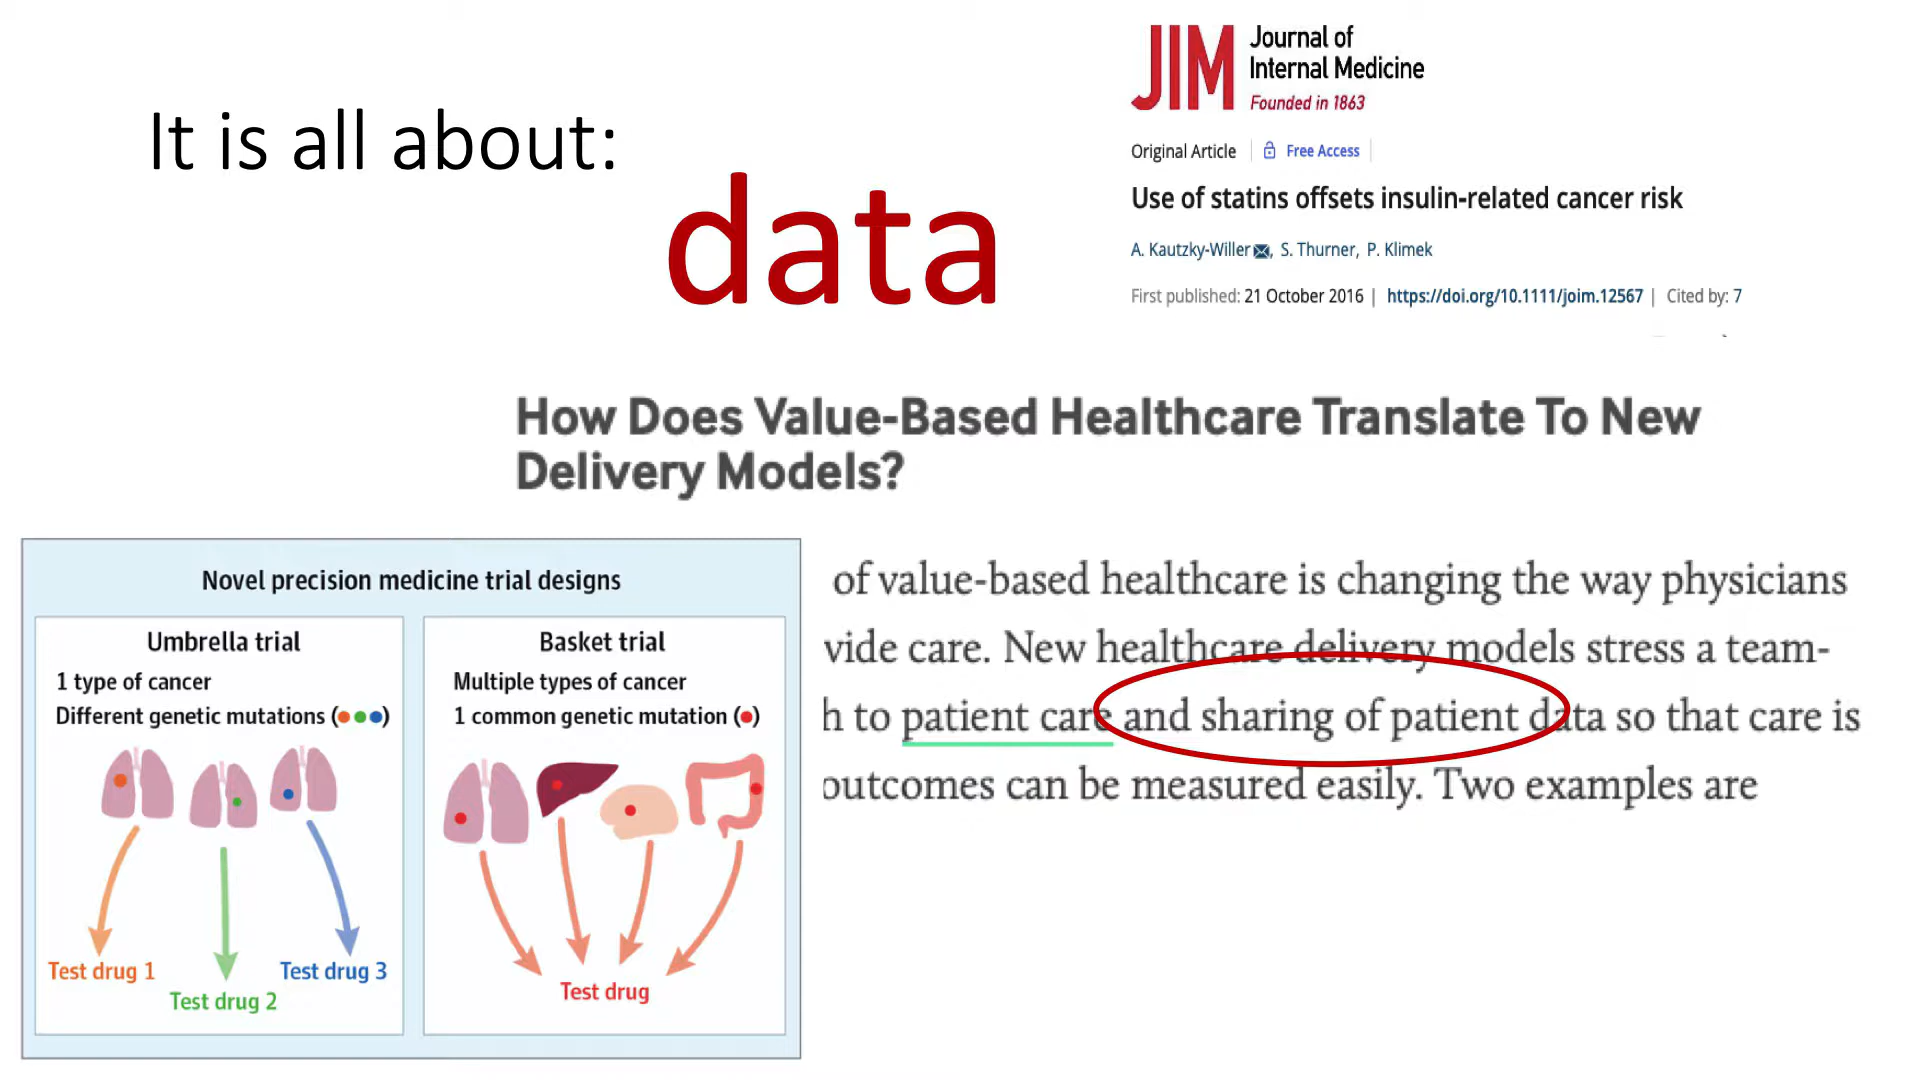 It is all about:
data
JIM Journal of
Internal Medicine
Founded in 1863
Original Article | Free Access
Use of statins offsets insulin-related cancer risk
A. Kautzky-Willer, S. Thurner, P. Klimek
First published: 21 October 2016 | https://doi.org/10.1111/joim.12567 | Cited by: 7
How Does Value-Based Healthcare Translate To New
Delivery Models?
of value-based healthcare is changing the way physicians
vide care. New healthcare delivery models stress a team-
h to patient care and sharing of patient data so that care is
outcomes can be measured easily. Two examples are
Novel precision medicine trial designs
Umbrella trial
1 type of cancer
Different genetic mutations ( )
Test drug 1
Test drug 2
Test drug 3
Basket trial
Multiple types of cancer
1 common genetic mutation ( )
Test drug